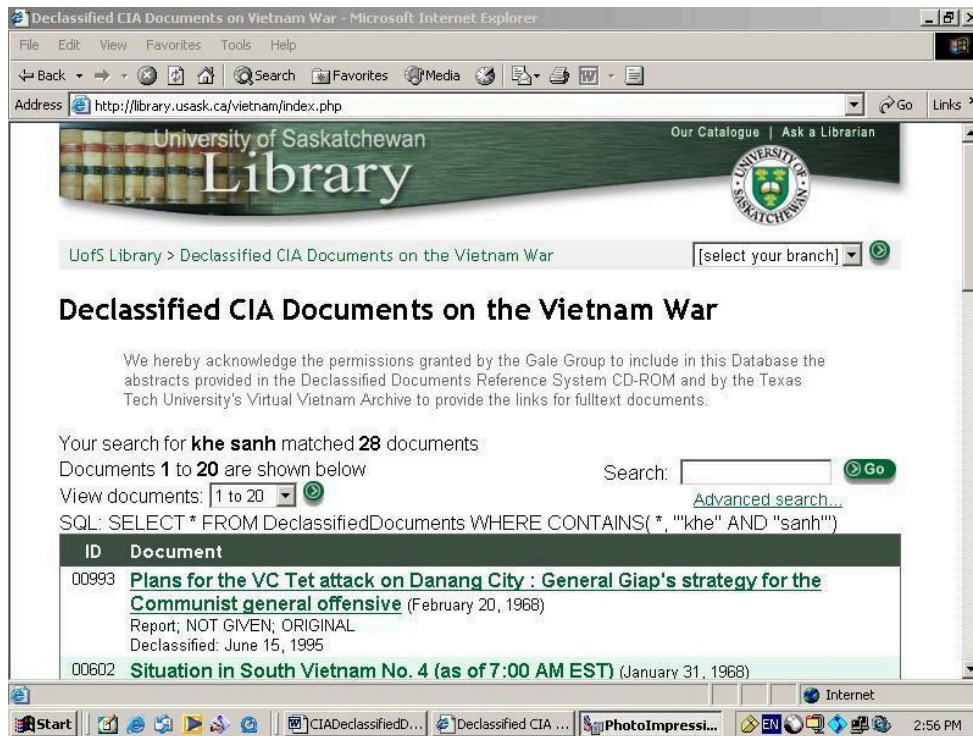 Declassified CIA Documents on Vietnam War - Microsoft Internet Explorer
File Edit View Favorites Tools Help
Back Search Favorites Media
Address http://library.usask.ca/vietnam/index.php Go Links
University of Saskatchewan
Library
Our Catalogue | Ask a Librarian
UNIVERSITY OF SASKATCHEWAN
UofS Library > Declassified CIA Documents on the Vietnam War [select your branch]
Declassified CIA Documents on the Vietnam War
We hereby acknowledge the permissions granted by the Gale Group to include in this Database the
abstracts provided in the Declassified Documents Reference System CD-ROM and by the Texas
Tech University's Virtual Vietnam Archive to provide the links for fulltext documents.
Your search for khe sanh matched 28 documents
Documents 1 to 20 are shown below
Search: Go
View documents: 1 to 20
Advanced search...
SQL: SELECT * FROM DeclassifiedDocuments WHERE CONTAINS( *, '"khe" AND "sanh"')
ID Document
00993 Plans for the VC Tet attack on Danang City : General Giap's strategy for the
Communist general offensive (February 20, 1968)
Report; NOT GIVEN; ORIGINAL
Declassified: June 15, 1995
00602 Situation in South Vietnam No. 4 (as of 7:00 AM EST) (January 31, 1968)
Internet
Start CIADeclassifiedD... Declassified CIA ... PhotoImpressi... EN 2:56 PM